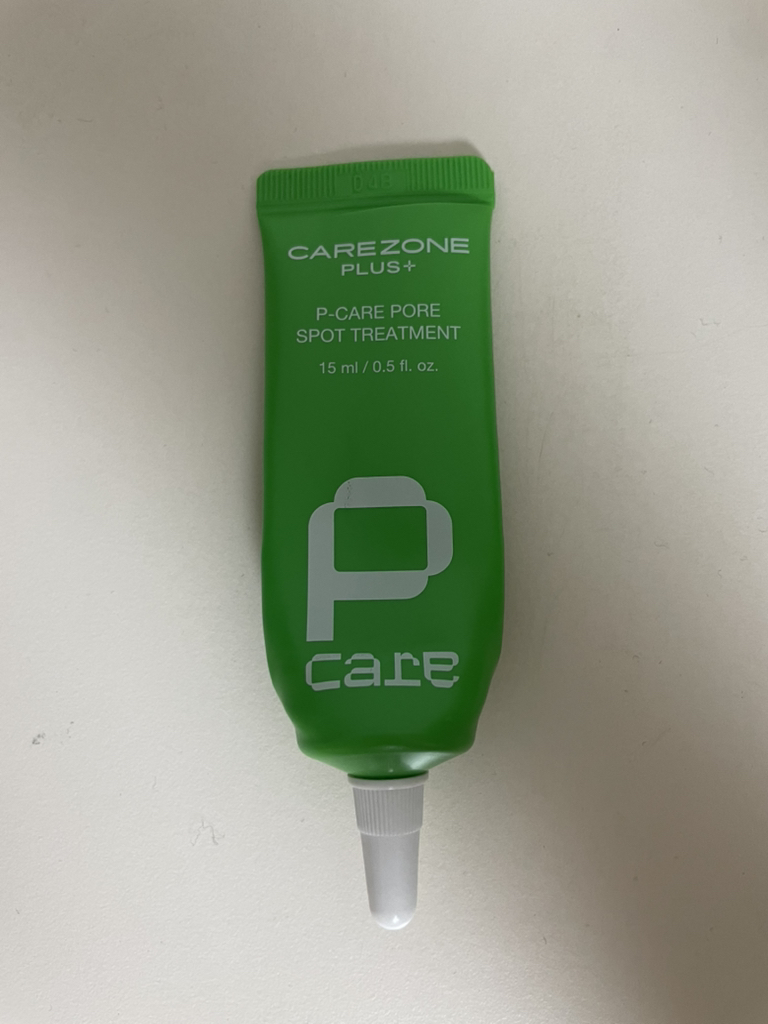 CAREZONE
PLUS+
P-CARE PORE
SPOT TREATMENT
15 ml / 0.5 fl. oz.
P
care